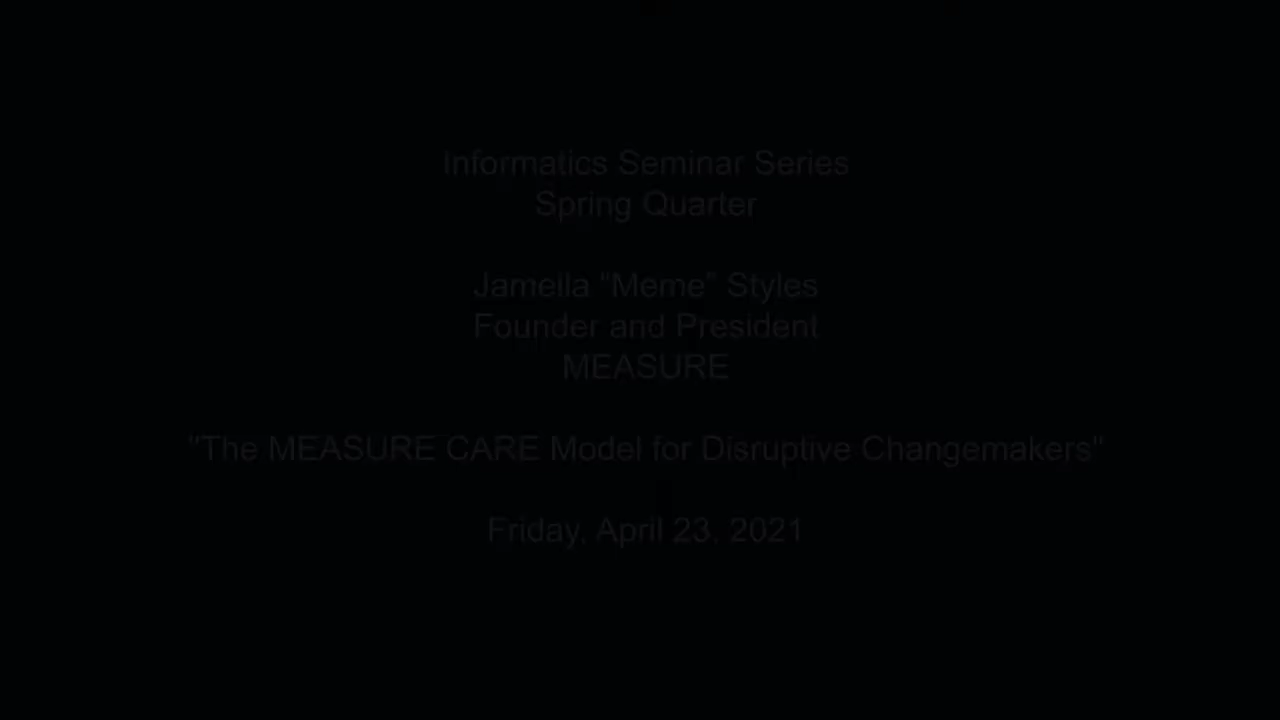 Informatics Seminar Series
Spring Quarter
Jamella “Meme” Styles
Founder and President
MEASURE
"The MEASURE CARE Model for Disruptive Changemakers"
Friday, April 23, 2021